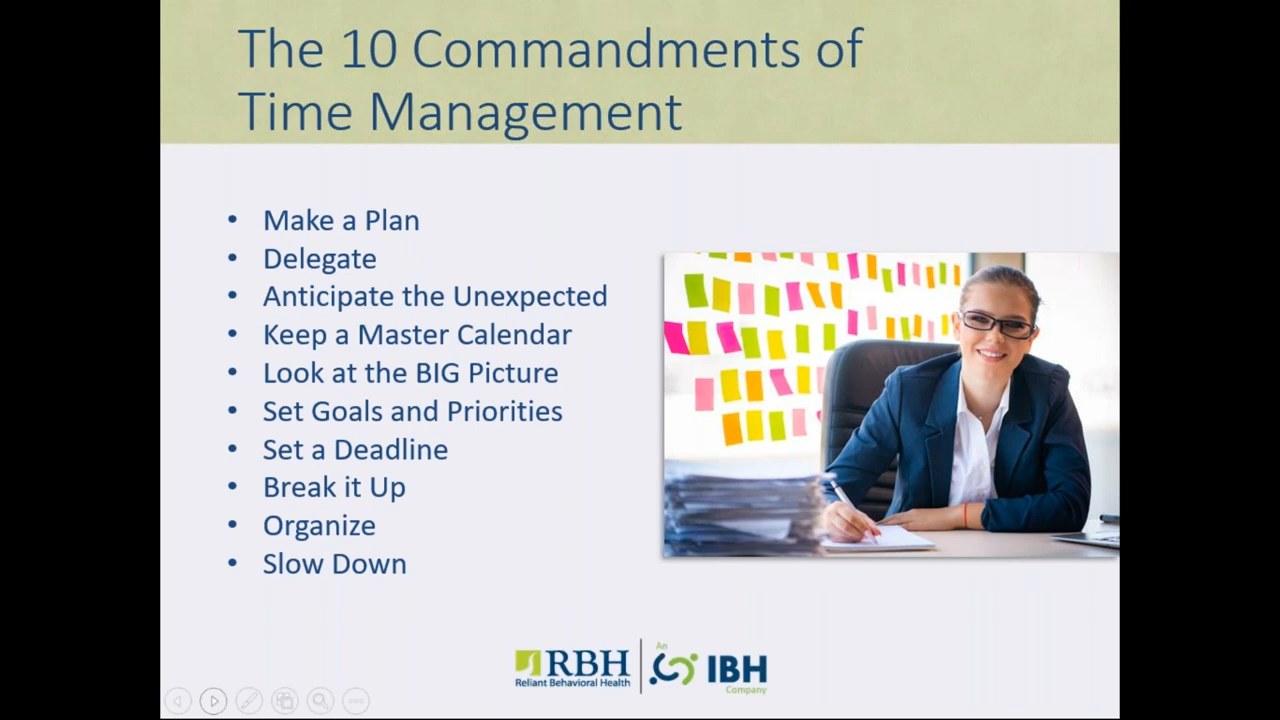 The 10 Commandments of
Time Management
• Make a Plan
• Delegate
• Anticipate the Unexpected
• Keep a Master Calendar
• Look at the BIG Picture
• Set Goals and Priorities
• Set a Deadline
• Break it Up
• Organize
• Slow Down
RBH
Reliant Behavioral Health
An
IBH
Company